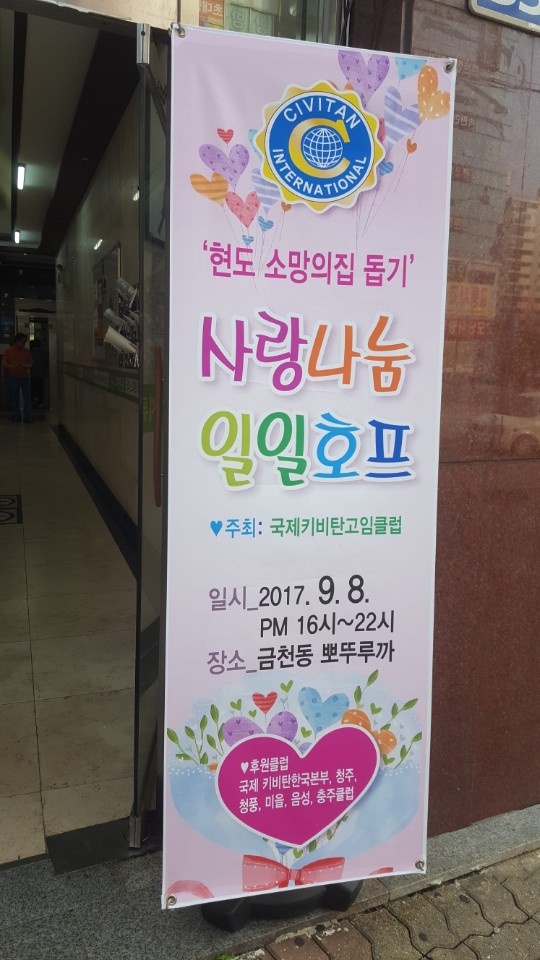 CIVITAN
INTERNATIONAL
'현도 소망의집 돕기'
사랑나눔
일일호프
♥주최: 국제키비탄고임클럽
일시_2017. 9. 8.
PM 16시~22시
장소_금천동 뽀뚜루까
♥후원클럽
국제 키비탄한국본부, 청주,
청풍, 미을, 음성, 충주클럽